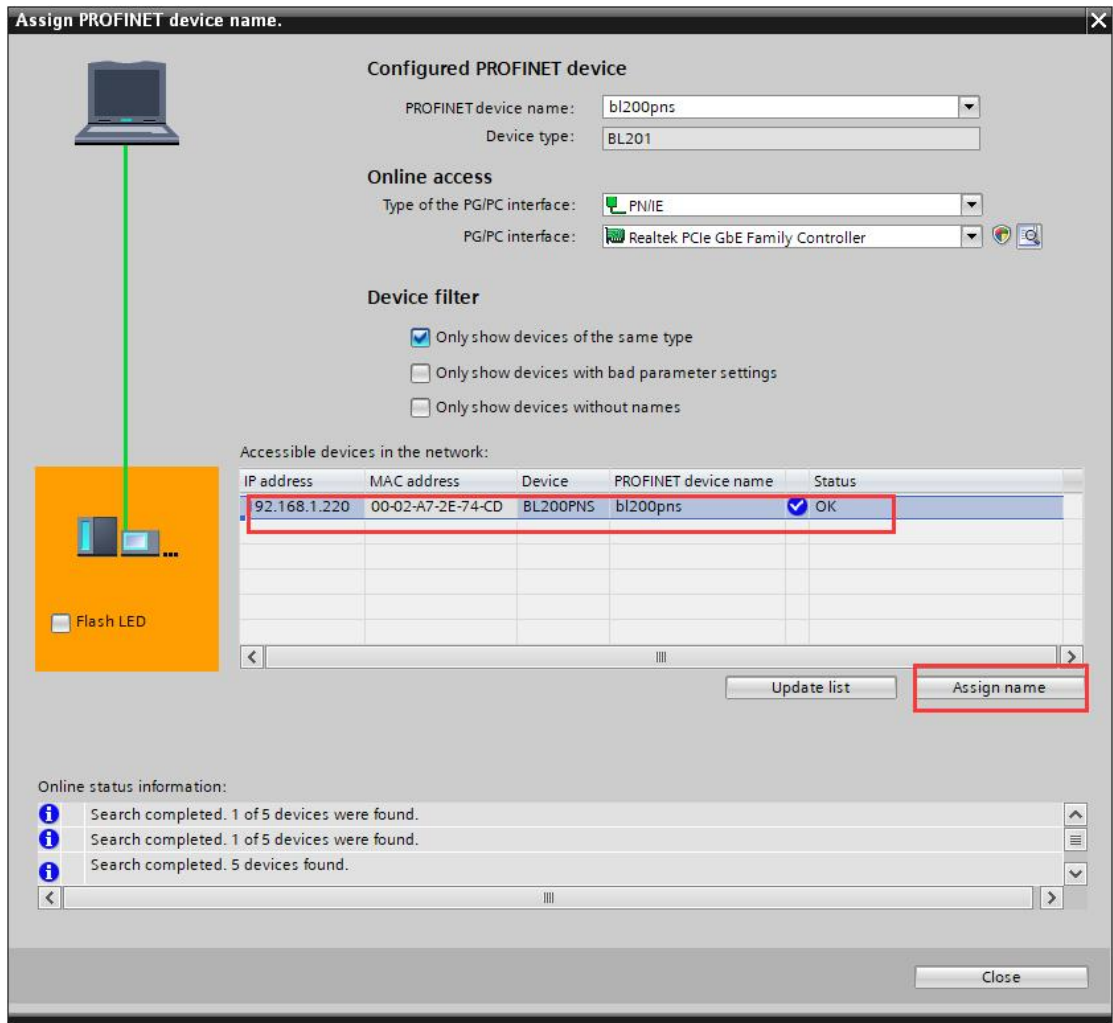 Assign PROFINET device name.
Configured PROFINET device
PROFINET device name: bl200pns
Device type: BL201
Online access
Type of the PG/PC interface: PN/IE
PG/PC interface: Realtek PCIe GbE Family Controller
Device filter
Only show devices of the same type
Only show devices with bad parameter settings
Only show devices without names
Accessible devices in the network:
IP address MAC address Device PROFINET device name Status
192.168.1.220 00-02-A7-2E-74-CD BL200PNS bl200pns OK
Flash LED
Update list Assign name
Online status information:
Search completed. 1 of 5 devices were found.
Search completed. 1 of 5 devices were found.
Search completed. 5 devices found.
Close